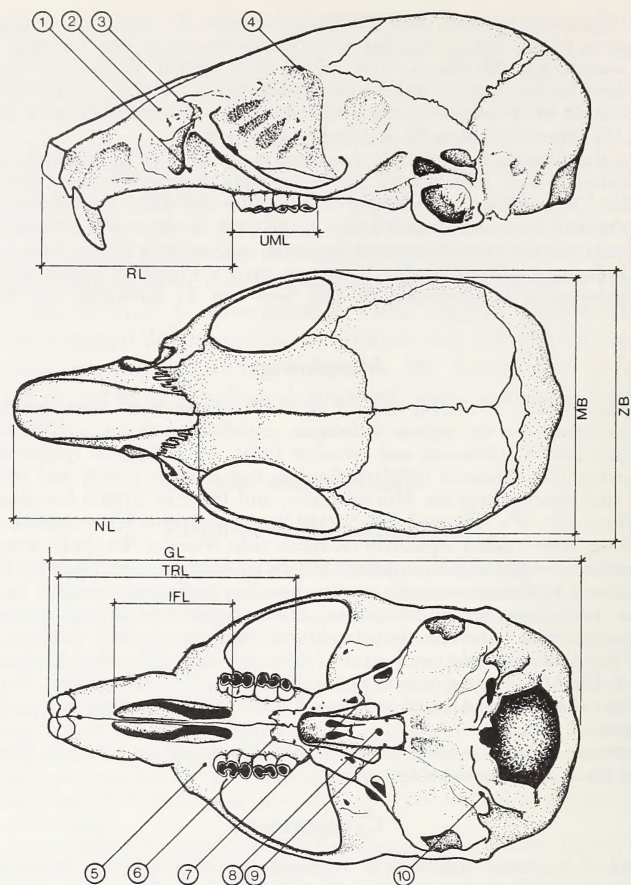 ① ② ③ ④
UML
RL
MB
ZB
NL
GL
TRL
IFL
⑤ ⑥ ⑦ ⑧ ⑨ ⑩